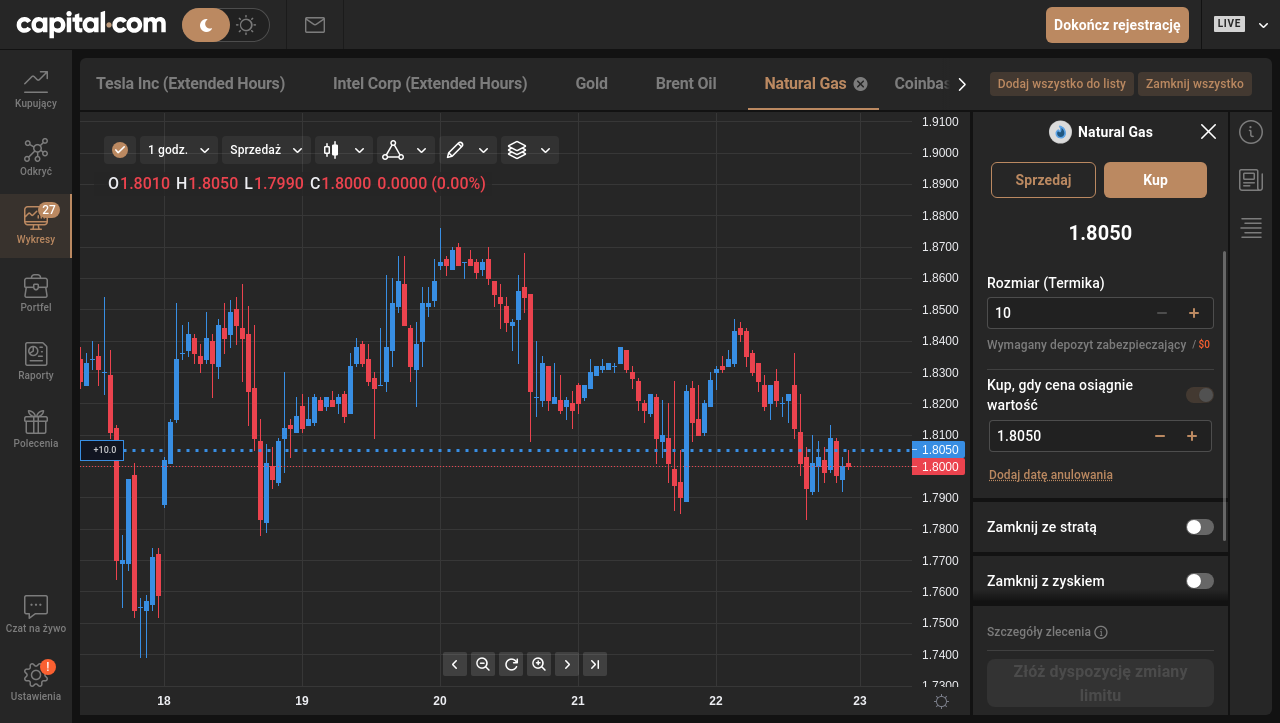 capital.com
Dokończ rejestrację
LIVE
Kupujący
Odkryć
27
Wykresy
Portfel
Raporty
Polecenia
Czat na żywo
!
Ustawienia
Tesla Inc (Extended Hours)
Intel Corp (Extended Hours)
Gold
Brent Oil
Natural Gas
Coinbas
Dodaj wszystko do listy
Zamknij wszystko
1 godz.
Sprzedaż
O1.8010 H1.8050 L1.7990 C1.8000 0.0000 (0.00%)
+10.0
1.9100
1.9000
1.8900
1.8800
1.8700
1.8600
1.8500
1.8400
1.8300
1.8200
1.8100
1.8050
1.8000
1.7900
1.7800
1.7700
1.7600
1.7500
1.7400
1.7300
18
19
20
21
22
23
Natural Gas
Sprzedaj
Kup
1.8050
Rozmiar (Termika)
10
Wymagany depozyt zabezpieczający / $0
Kup, gdy cena osiągnie
wartość
1.8050
Dodaj datę anulowania
Zamknij ze stratą
Zamknij z zyskiem
Szczegóły zlecenia
Złóż dyspozycję zmiany
limitu